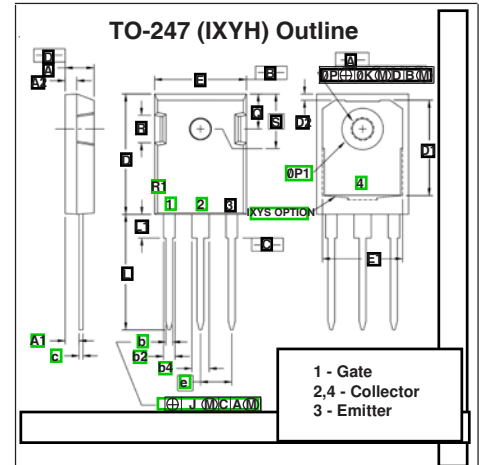 TO-247 (IXYH) Outline
D
A
A2
E
B
A
ØP ⊕ ØK Ⓜ D B Ⓜ
Q
S
D2
B
D
D1
ØP1
4
R1
1
2
3
IXYS OPTION
L1
C
L
E1
A1
c
b
b2
b4
e
⊕ J Ⓜ C A Ⓜ
1 - Gate
2,4 - Collector
3 - Emitter